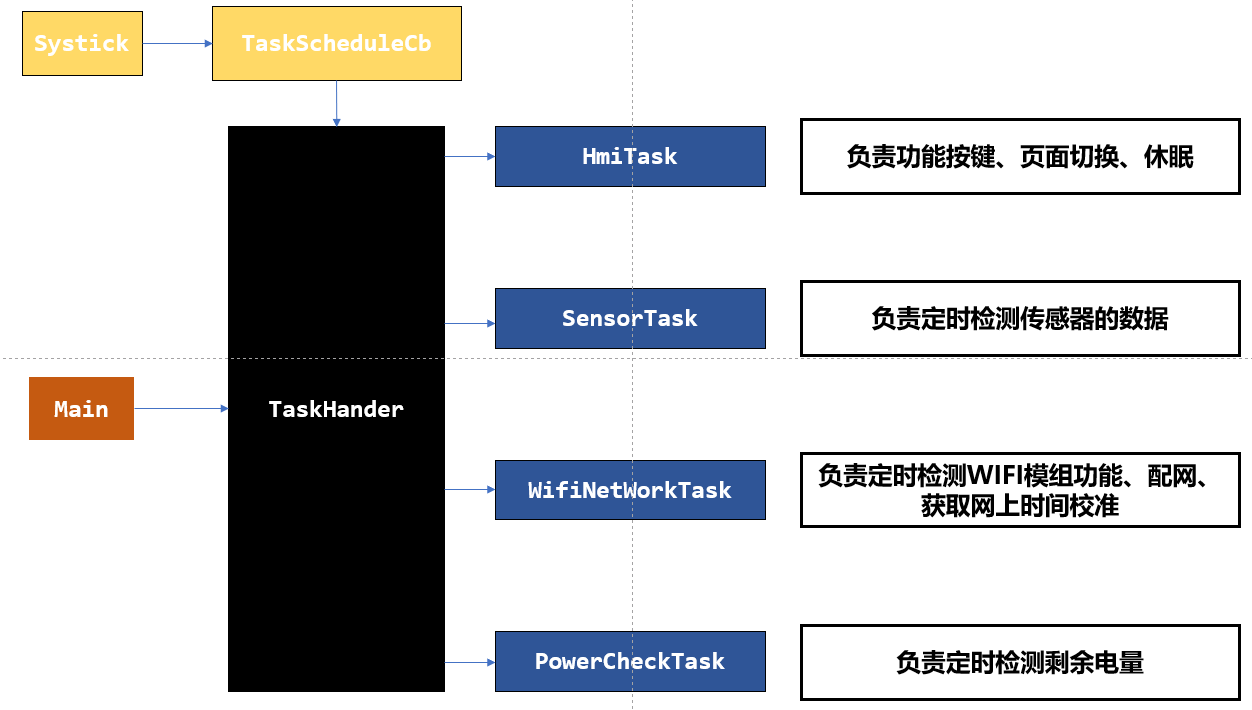 Systick
TaskScheduleCb
HmiTask
负责功能按键、页面切换、休眠
SensorTask
负责定时检测传感器的数据
Main
TaskHander
WifiNetWorkTask
负责定时检测WIFI模组功能、配网、
获取网上时间校准
PowerCheckTask
负责定时检测剩余电量